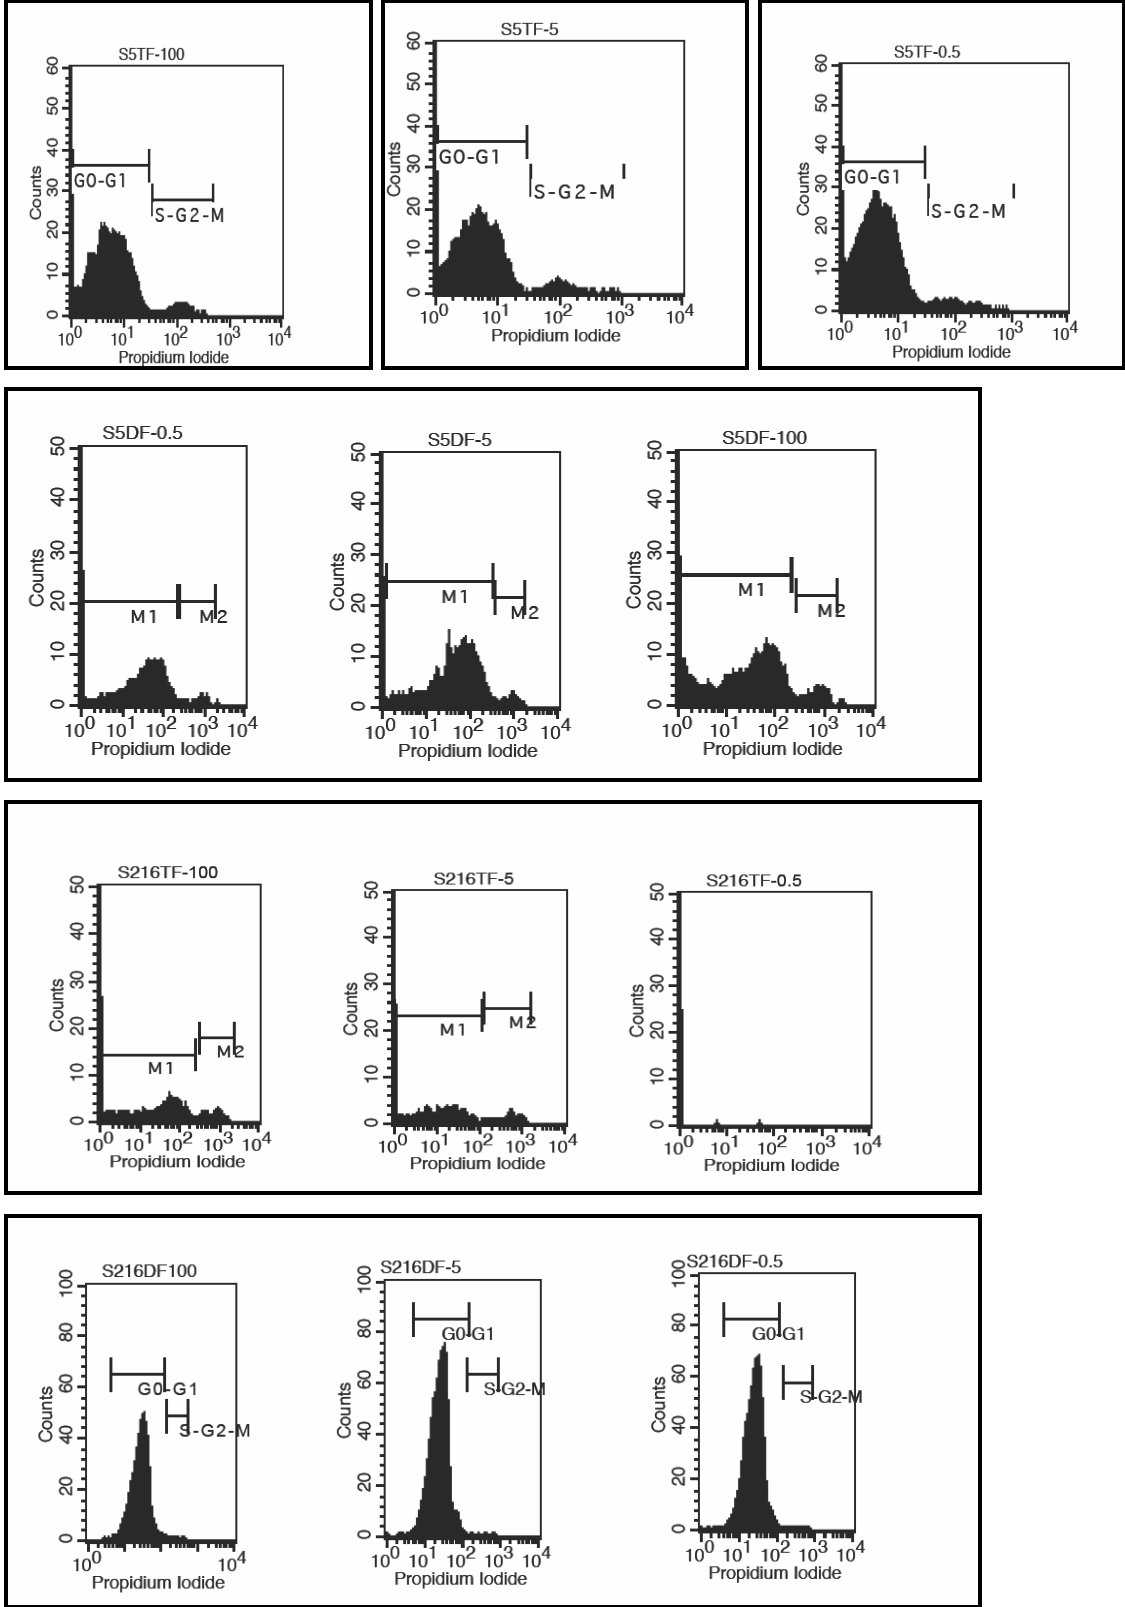 S5TF-100
60
50
40
30
20
10
0
Counts
G0-G1
S-G2-M
10^0 10^1 10^2 10^3 10^4
Propidium Iodide
S5TF-5
60
50
40
30
20
10
0
Counts
G0-G1
S-G2-M
10^0 10^1 10^2 10^3 10^4
Propidium Iodide
S5TF-0.5
60
50
40
30
20
10
0
Counts
G0-G1
S-G2-M
10^0 10^1 10^2 10^3 10^4
Propidium Iodide
S5DF-0.5
50
40
30
20
10
0
Counts
M1
M2
10^0 10^1 10^2 10^3 10^4
Propidium Iodide
S5DF-5
50
40
30
20
10
0
Counts
M1
M2
10^0 10^1 10^2 10^3 10^4
Propidium Iodide
S5DF-100
50
40
30
20
10
0
Counts
M1
M2
10^0 10^1 10^2 10^3 10^4
Propidium Iodide
S216TF-100
50
40
30
20
10
0
Counts
M2
M1
10^0 10^1 10^2 10^3 10^4
Propidium Iodide
S216TF-5
50
40
30
20
10
0
Counts
M1
M2
10^0 10^1 10^2 10^3 10^4
Propidium Iodide
S216TF-0.5
50
40
30
20
10
0
Counts
10^0 10^1 10^2 10^3 10^4
Propidium Iodide
S216DF100
100
80
60
40
20
0
Counts
G0-G1
S-G2-M
10^0 10^4
Propidium Iodide
S216DF-5
100
80
60
40
20
0
Counts
G0-G1
S-G2-M
10^0 10^1 10^2 10^3 10^4
Propidium Iodide
S216DF-0.5
100
80
60
40
20
0
Counts
G0-G1
S-G2-M
10^0 10^1 10^2 10^3 10^4
Propidium Iodide